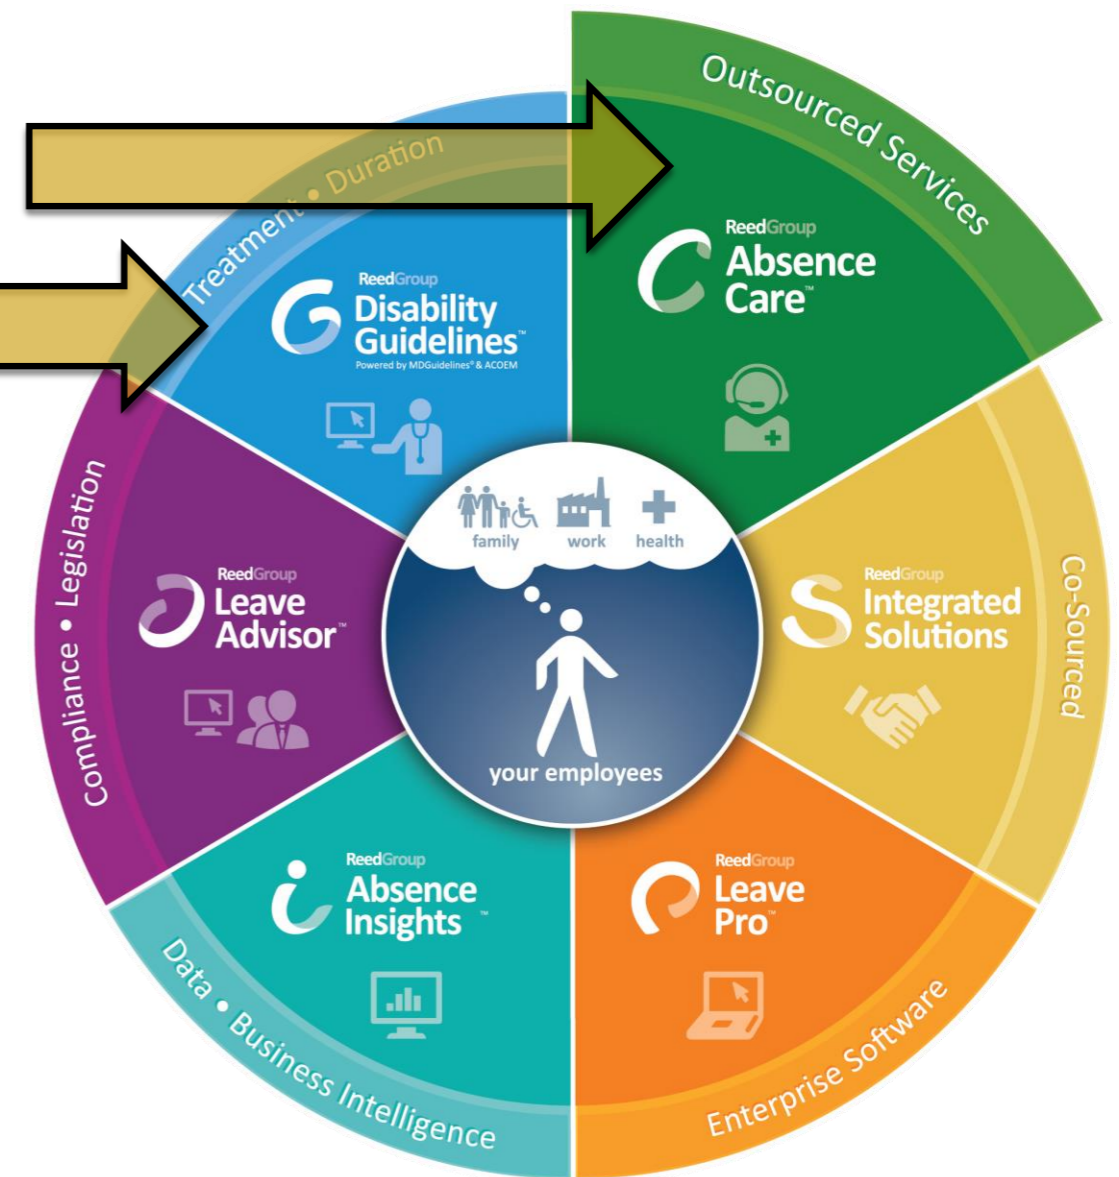 Outsourced Services
ReedGroup
Absence
Care™
Co-Sourced
ReedGroup
Integrated
Solutions
Enterprise Software
ReedGroup
Leave
Pro™
Data • Business Intelligence
ReedGroup
Absence
Insights ™
Compliance • Legislation
ReedGroup
Leave
Advisor™
Treatment • Duration
ReedGroup
Disability
Guidelines™
Powered by MDGuidelines® & ACOEM
family work health
your employees